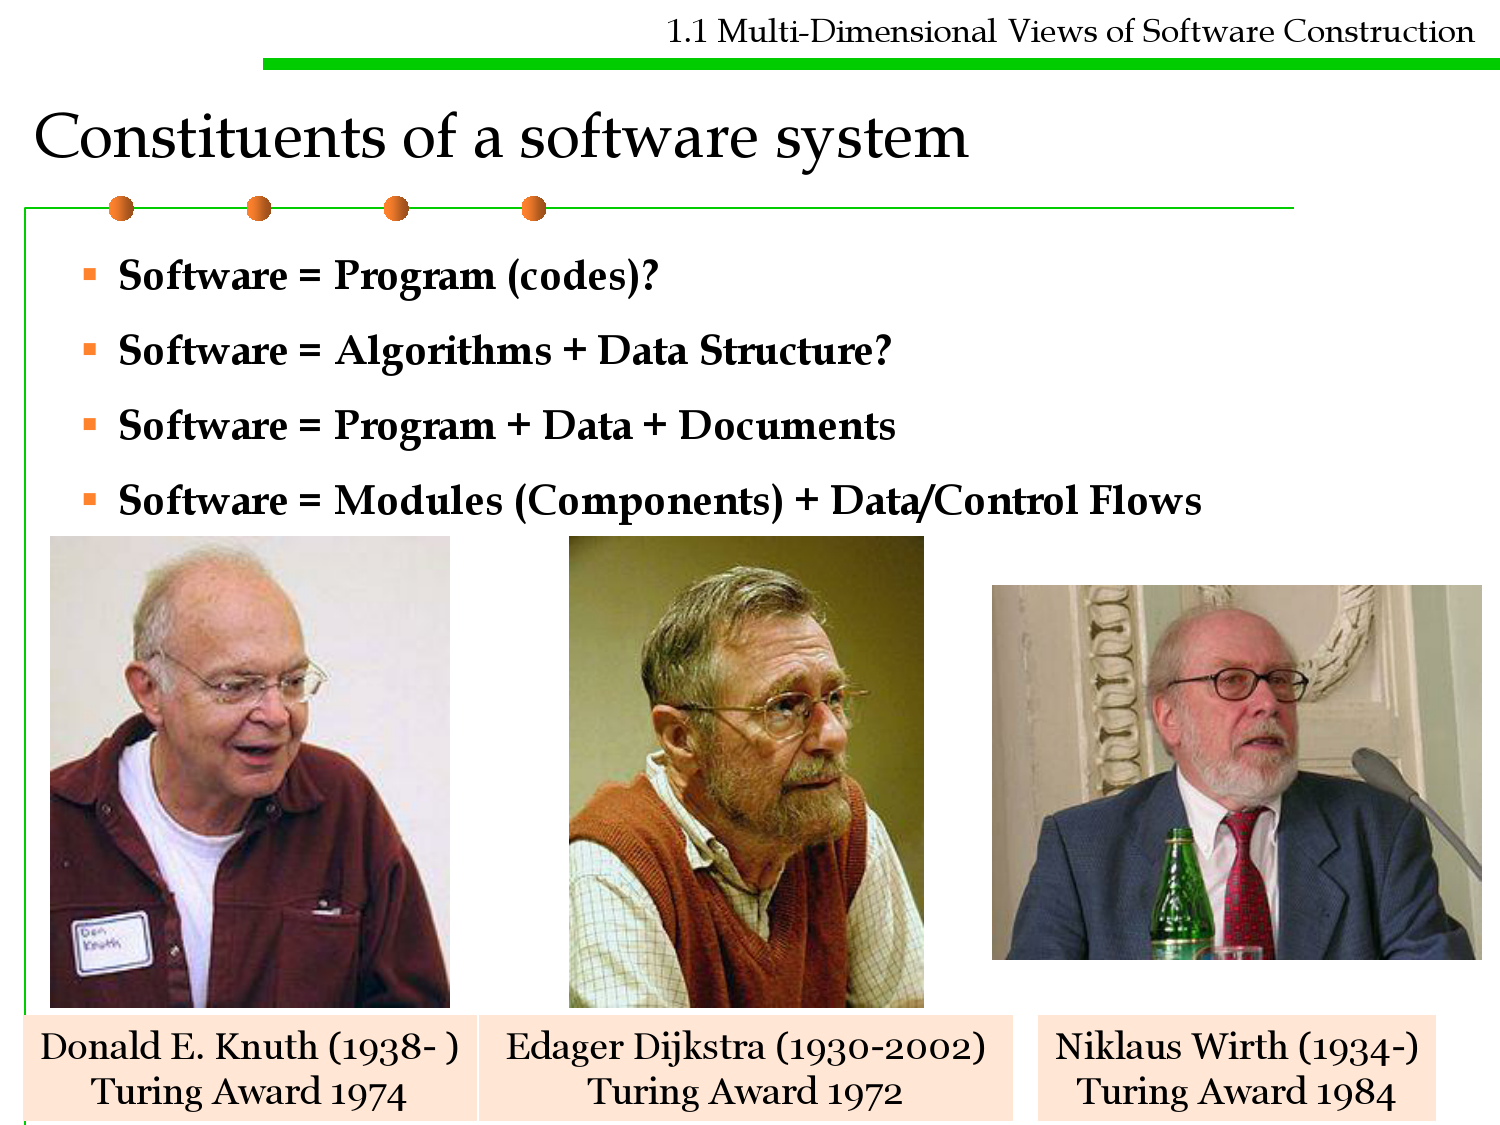 1.1 Multi-Dimensional Views of Software Construction
Constituents of a software system
Software = Program (codes)?
Software = Algorithms + Data Structure?
Software = Program + Data + Documents
Software = Modules (Components) + Data/Control Flows
Don
Knuth
Donald E. Knuth (1938- )
Turing Award 1974
Edager Dijkstra (1930-2002)
Turing Award 1972
Niklaus Wirth (1934-)
Turing Award 1984